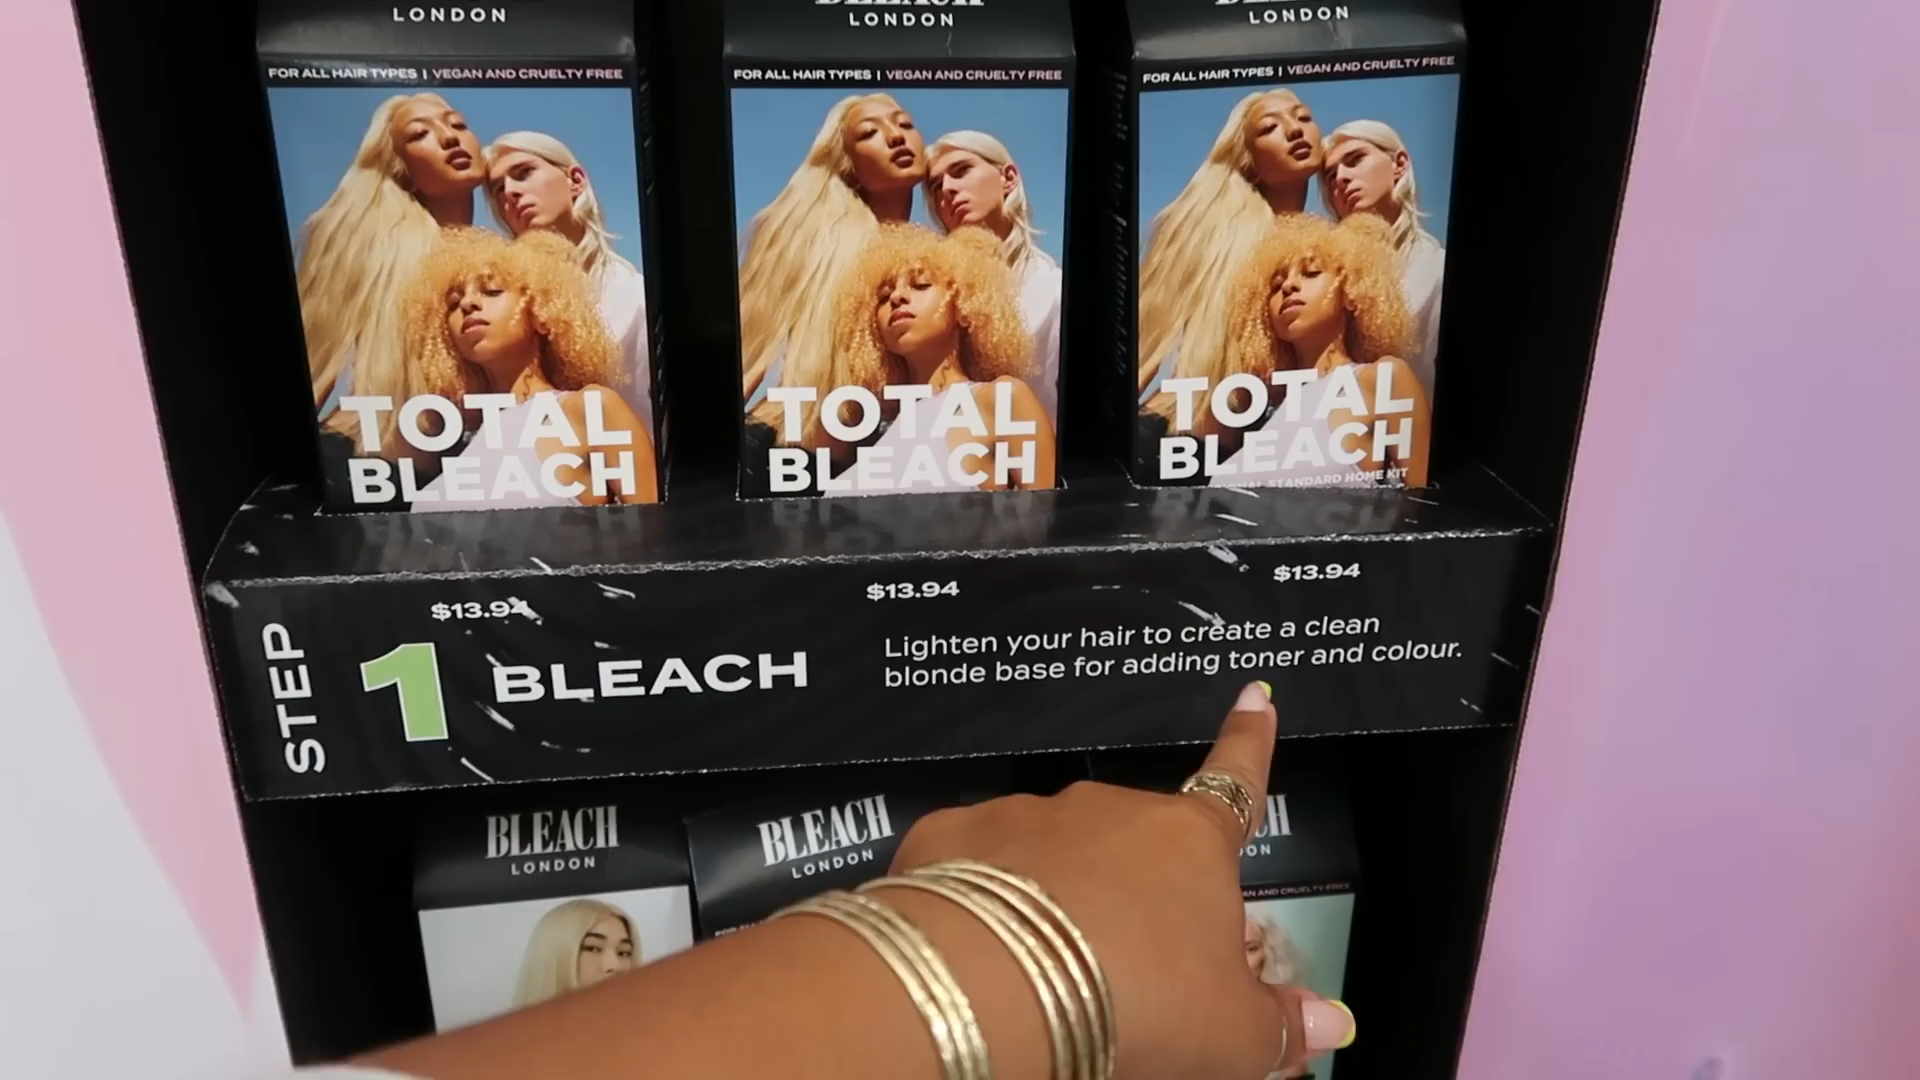 LONDON
FOR ALL HAIR TYPES | VEGAN AND CRUELTY FREE
TOTAL
BLEACH
BLEACH
LONDON
FOR ALL HAIR TYPES | VEGAN AND CRUELTY FREE
TOTAL
BLEACH
BLEACH
LONDON
FOR ALL HAIR TYPES | VEGAN AND CRUELTY FREE
TOTAL
BLEACH
STANDARD HOME KIT
$13.94
$13.94
$13.94
STEP
1
BLEACH
Lighten your hair to create a clean
blonde base for adding toner and colour.
BLEACH
LONDON
BLEACH
LONDON
AND CRUELTY FREE